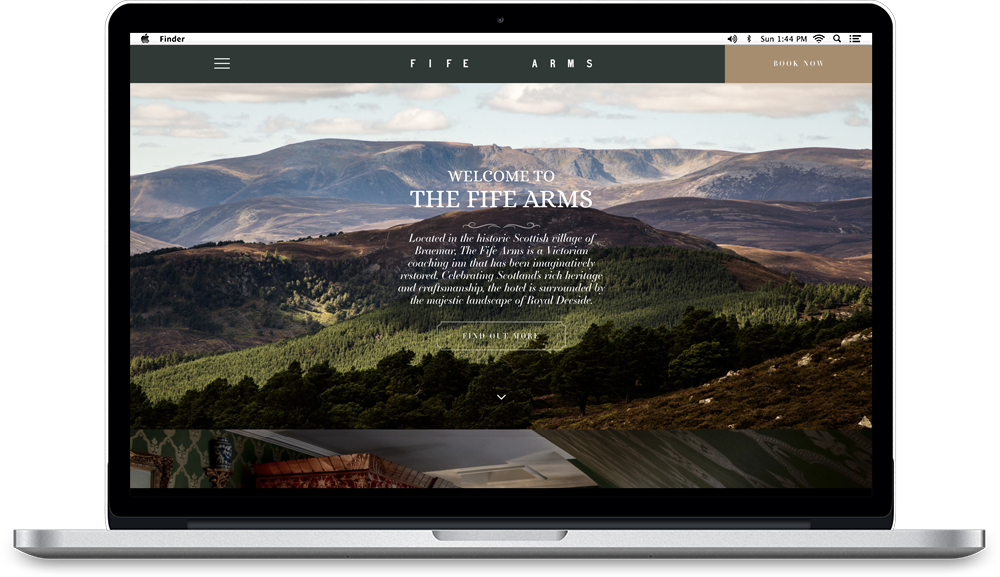 Finder
Sun 1:44 PM
FIFE ARMS
BOOK NOW
WELCOME TO
THE FIFE ARMS
Located in the historic Scottish village of
Braemar, The Fife Arms is a Victorian
coaching inn that has been imaginatively
restored. Celebrating Scotland's rich heritage
and craftsmanship, the hotel is surrounded by
the majestic landscape of Royal Deeside.
FIND OUT MORE